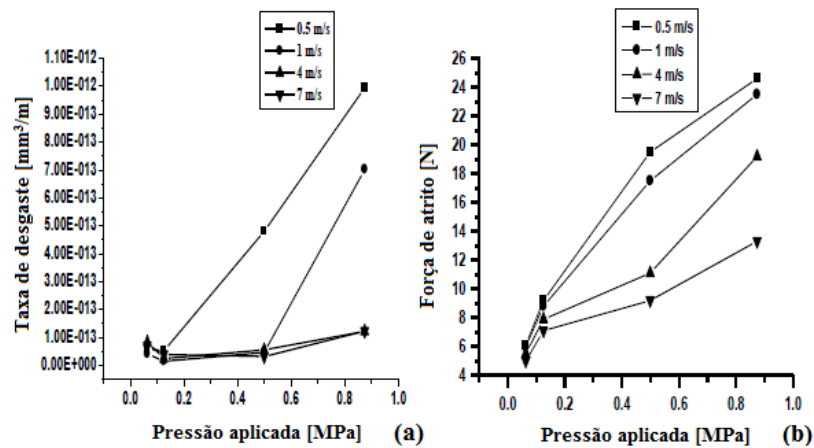 0.5 m/s
1 m/s
4 m/s
7 m/s
1.10E-012
1.00E-012
9.00E-013
8.00E-013
7.00E-013
6.00E-013
5.00E-013
4.00E-013
3.00E-013
2.00E-013
1.00E-013
0.00E+000
Taxa de desgaste [mm³/m]
0.0 0.2 0.4 0.6 0.8 1.0
Pressão aplicada [MPa]
(a)
0.5 m/s
1 m/s
4 m/s
7 m/s
26
24
22
20
18
16
14
12
10
8
6
4
Força de atrito [N]
0.0 0.2 0.4 0.6 0.8 1.0
Pressão aplicada [MPa]
(b)